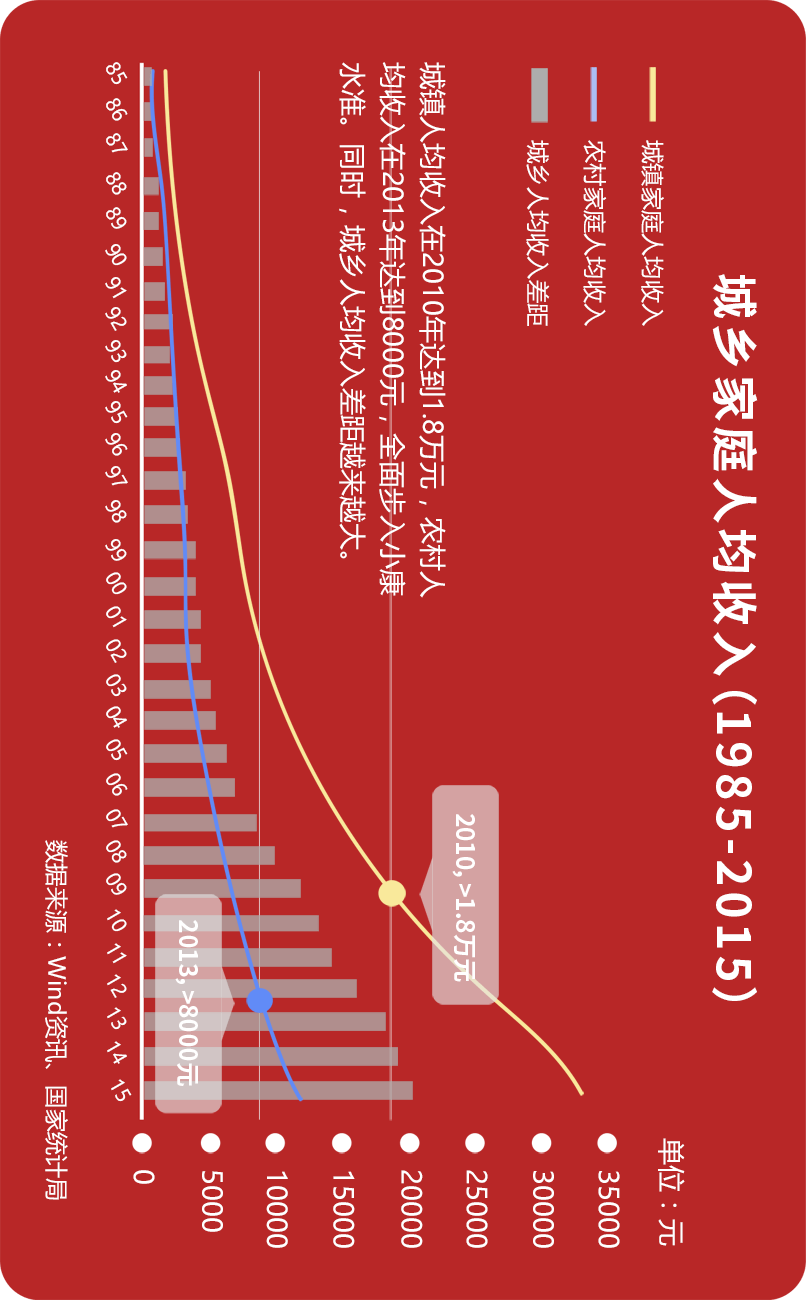 城乡家庭人均收入(1985-2015)
单位：元
城镇家庭人均收入
农村家庭人均收入
城乡人均收入差距
城镇人均收入在2010年达到1.8万元，农村人
均收入在2013年达到8000元，全面步入小康
水准。同时，城乡人均收入差距越来越大。
2010, >1.8万元
2013, >8000元
35000
30000
25000
20000
15000
10000
5000
0
85 86 87 88 89 90 91 92 93 94 95 96 97 98 99 00 01 02 03 04 05 06 07 08 09 10 11 12 13 14 15
数据来源：Wind资讯、国家统计局